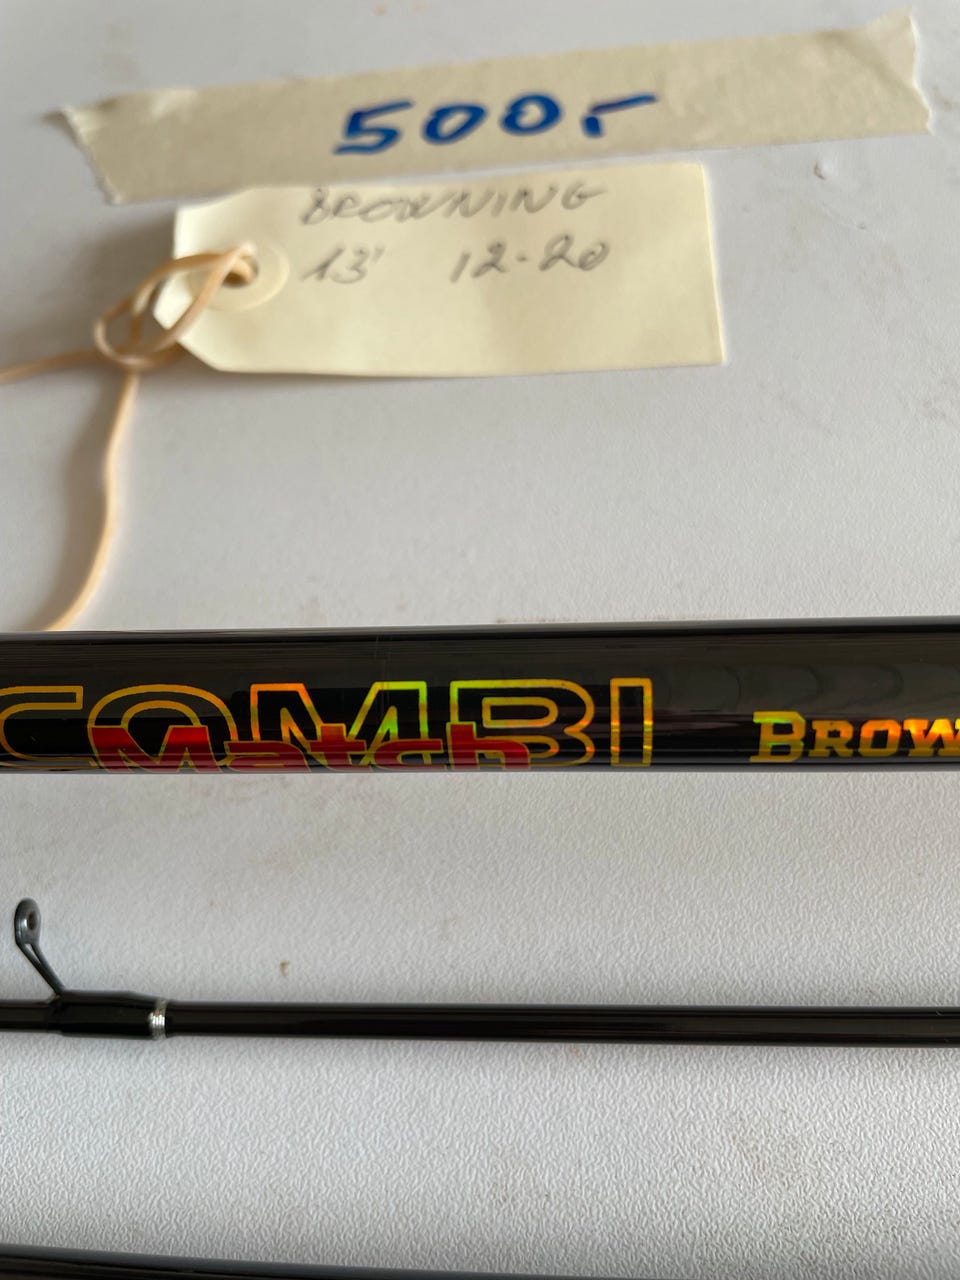 500,-
BROWNING
13' 12-20
COMBI
Match
BROW